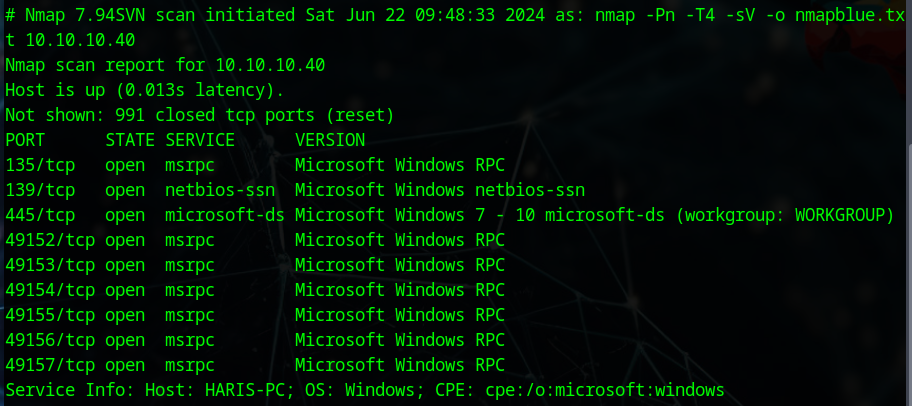 # Nmap 7.94SVN scan initiated Sat Jun 22 09:48:33 2024 as: nmap -Pn -T4 -sV -o nmapblue.tx
t 10.10.10.40
Nmap scan report for 10.10.10.40
Host is up (0.013s latency).
Not shown: 991 closed tcp ports (reset)
PORT      STATE SERVICE      VERSION
135/tcp   open  msrpc        Microsoft Windows RPC
139/tcp   open  netbios-ssn  Microsoft Windows netbios-ssn
445/tcp   open  microsoft-ds Microsoft Windows 7 - 10 microsoft-ds (workgroup: WORKGROUP)
49152/tcp open  msrpc        Microsoft Windows RPC
49153/tcp open  msrpc        Microsoft Windows RPC
49154/tcp open  msrpc        Microsoft Windows RPC
49155/tcp open  msrpc        Microsoft Windows RPC
49156/tcp open  msrpc        Microsoft Windows RPC
49157/tcp open  msrpc        Microsoft Windows RPC
Service Info: Host: HARIS-PC; OS: Windows; CPE: cpe:/o:microsoft:windows